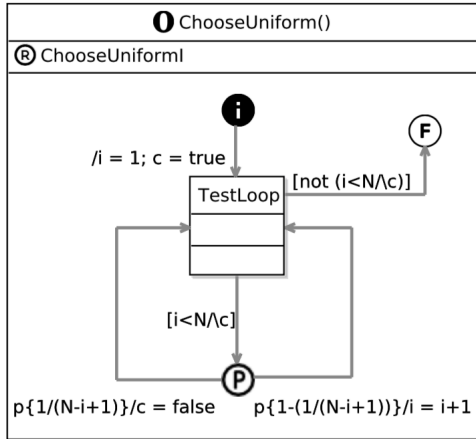 O ChooseUniform()
R ChooseUniformI
i
F
/i = 1; c = true
[not (i<N/\c)]
TestLoop
[i<N/\c]
P
p{1/(N-i+1)}/c = false
p{1-(1/(N-i+1))}/i = i+1